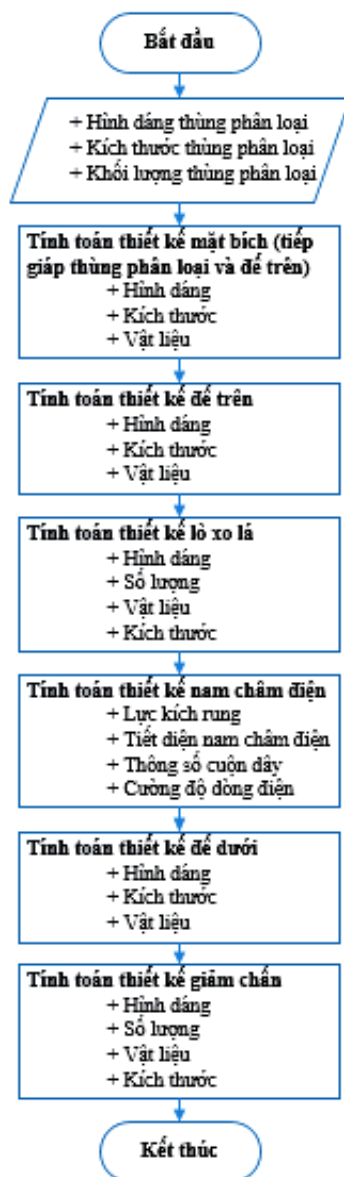 Bắt đầu
+ Hình dáng thùng phân loại
+ Kích thước thùng phân loại
+ Khối lượng thùng phân loại
Tính toán thiết kế mặt bích (tiếp
giáp thùng phân loại và đế trên)
+ Hình dáng
+ Kích thước
+ Vật liệu
Tính toán thiết kế đế trên
+ Hình dáng
+ Kích thước
+ Vật liệu
Tính toán thiết kế lò xo lá
+ Hình dáng
+ Số lượng
+ Vật liệu
+ Kích thước
Tính toán thiết kế nam châm điện
+ Lực kích rung
+ Tiết diện nam châm điện
+ Thông số cuộn dây
+ Cường độ dòng điện
Tính toán thiết kế đế dưới
+ Hình dáng
+ Kích thước
+ Vật liệu
Tính toán thiết kế giảm chấn
+ Hình dáng
+ Số lượng
+ Vật liệu
+ Kích thước
Kết thúc